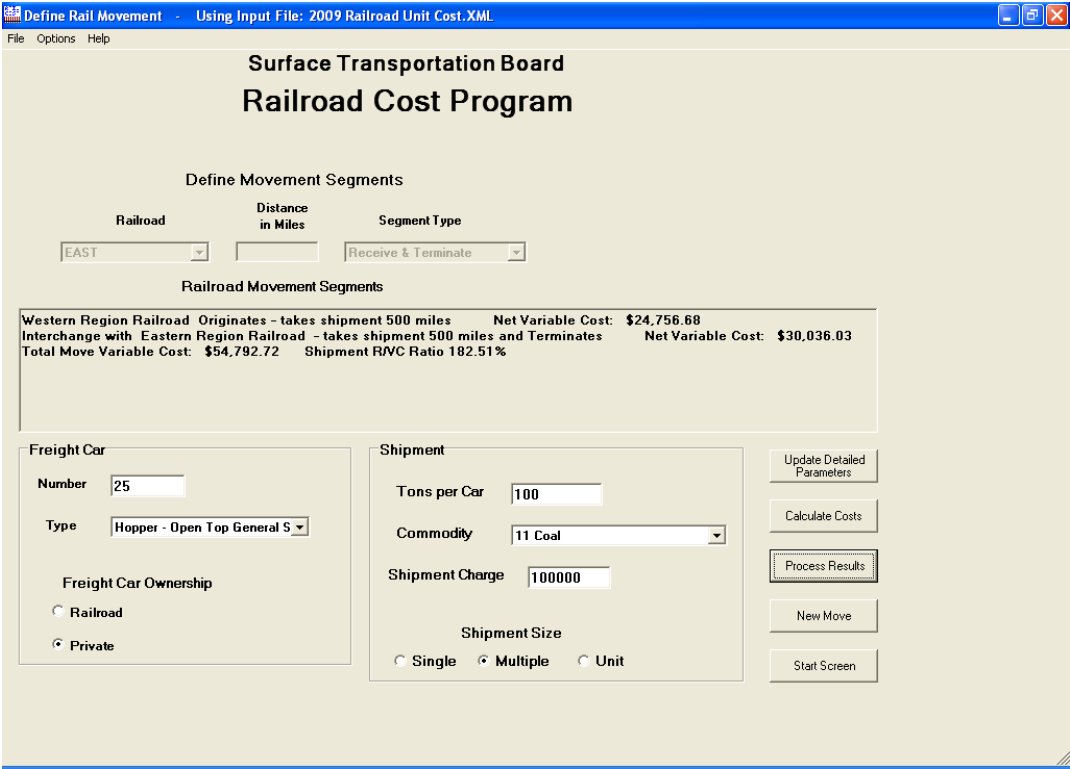 Define Rail Movement - Using Input File: 2009 Railroad Unit Cost.XML
File Options Help
Surface Transportation Board
Railroad Cost Program
Define Movement Segments
Railroad
Distance
in Miles
Segment Type
EAST
Receive & Terminate
Railroad Movement Segments
Western Region Railroad Originates - takes shipment 500 miles Net Variable Cost: $24,756.68
Interchange with Eastern Region Railroad - takes shipment 500 miles and Terminates Net Variable Cost: $30,036.03
Total Move Variable Cost: $54,792.72 Shipment R/VC Ratio 182.51%
Freight Car
Number 25
Type Hopper - Open Top General S
Freight Car Ownership
Railroad
Private
Shipment
Tons per Car 100
Commodity 11 Coal
Shipment Charge 100000
Shipment Size
Single Multiple Unit
Update Detailed
Parameters
Calculate Costs
Process Results
New Move
Start Screen